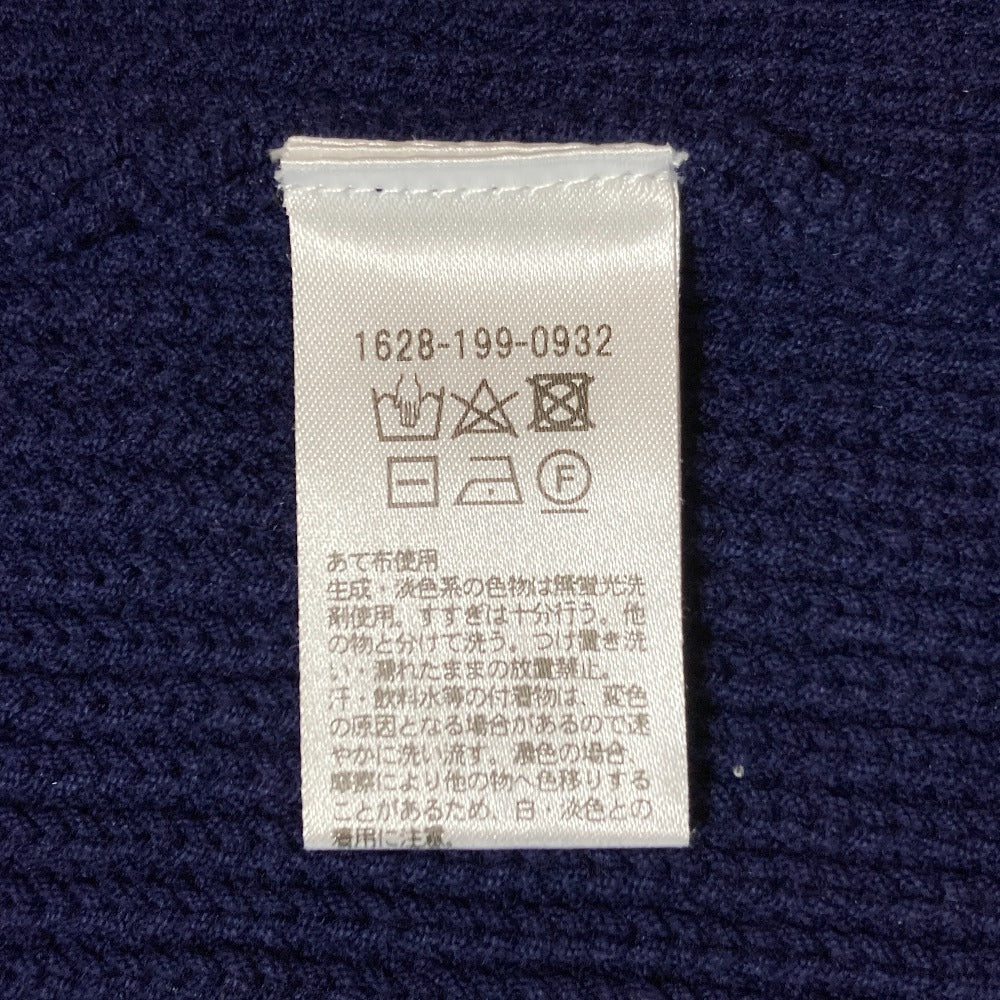 1628-199-0932
F
あて布使用
生成・淡色系の色物は無蛍光洗
剤使用。すすぎは十分行う。他
の物と分けて洗う。つけ置き洗
い・濡れたままの放置禁止。
汗・飲料水等の付着物は、変色
の原因となる場合があるので速
やかに洗い流す。濃色の場合、
摩擦により他の物へ色移りする
ことがあるため、白・淡色との
着用に注意。